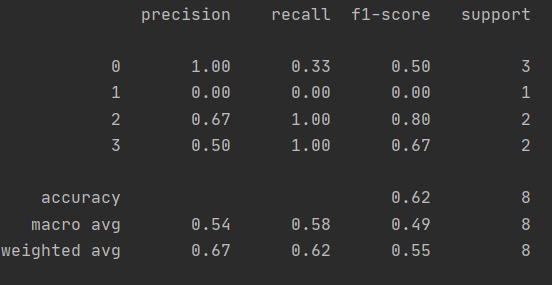 precision recall f1-score support
0 1.00 0.33 0.50 3
1 0.00 0.00 0.00 1
2 0.67 1.00 0.80 2
3 0.50 1.00 0.67 2
accuracy 0.62 8
macro avg 0.54 0.58 0.49 8
weighted avg 0.67 0.62 0.55 8